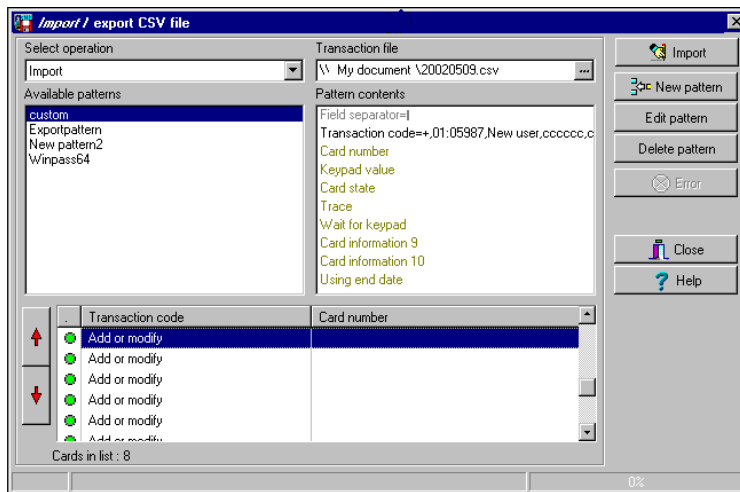 Import / export CSV file
Select operation
Import
Transaction file
\\ My document \20020509.csv
...
Available patterns
custom
Exportpattern
New pattern2
Winpass64
Pattern contents
Field separator=|
Transaction code=+,01:05987,New user,cccccc,c
Card number
Keypad value
Card state
Trace
Wait for keypad
Card information 9
Card information 10
Using end date
Import
New pattern
Edit pattern
Delete pattern
Error
Close
Help
. Transaction code Card number
Add or modify
Add or modify
Add or modify
Add or modify
Add or modify
Add or modify
Cards in list : 8
0%